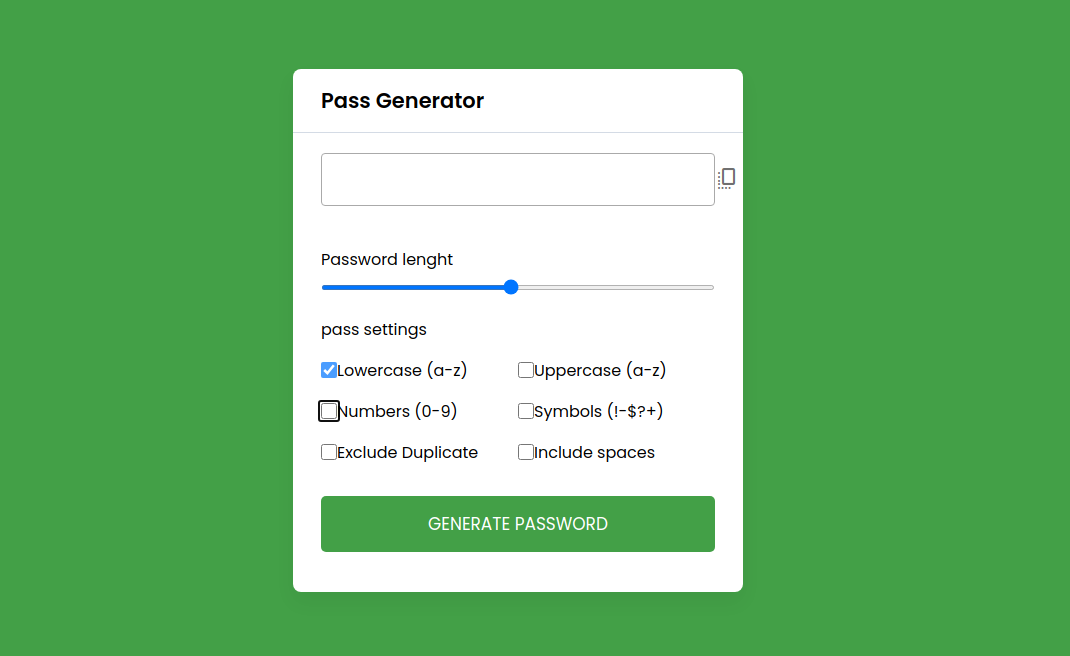 Pass Generator
Password lenght
pass settings
Lowercase (a-z) Uppercase (a-z)
Numbers (0-9) Symbols (!-$?+)
Exclude Duplicate Include spaces
GENERATE PASSWORD